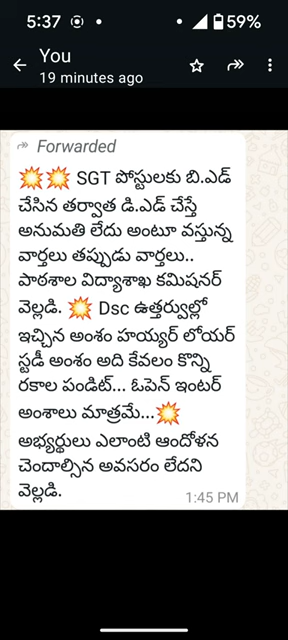 5:37 59%
You
19 minutes ago
Forwarded
💥💥 SGT పోస్టులకు బి.ఎడ్
చేసిన తర్వాత డి.ఎడ్ చేస్తే
అనుమతి లేదు అంటూ వస్తున్న
వార్తలు తప్పుడు వార్తలు..
పాఠశాల విద్యాశాఖ కమిషనర్
వెల్లడి. 💥 Dsc ఉత్తర్వుల్లో
ఇచ్చిన అంశం హయ్యర్ లోయర్
స్టడీ అంశం అది కేవలం కొన్ని
రకాల పండిట్... ఓపెన్ ఇంటర్
అంశాలు మాత్రమే...💥
అభ్యర్థులు ఎలాంటి ఆందోళన
చెందాల్సిన అవసరం లేదని
వెల్లడి.
1:45 PM